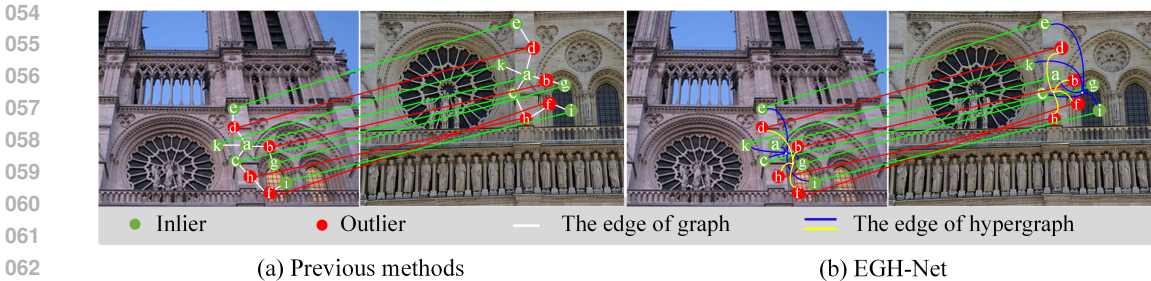 054
055
056
057
058
059
060
061
062
e
d
k
a
b
g
c
f
i
h
e
d
k
a
b
c
g
h
i
f
e
d
k
a
b
g
c
f
i
h
e
d
k
a
b
c
g
h
i
f
Inlier Outlier The edge of graph The edge of hypergraph
(a) Previous methods (b) EGH-Net